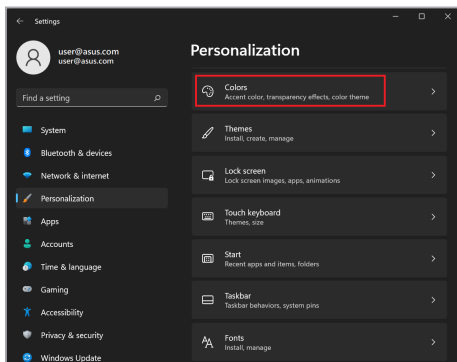 Settings
user@asus.com
user@asus.com
Find a setting
System
Bluetooth & devices
Network & internet
Personalization
Apps
Accounts
Time & language
Gaming
Accessibility
Privacy & security
Windows Update
Personalization
Colors
Accent color, transparency effects, color theme
Themes
Install, create, manage
Lock screen
Lock screen images, apps, animations
Touch keyboard
Themes, size
Start
Recent apps and items, folders
Taskbar
Taskbar behaviors, system pins
Fonts
Install, manage